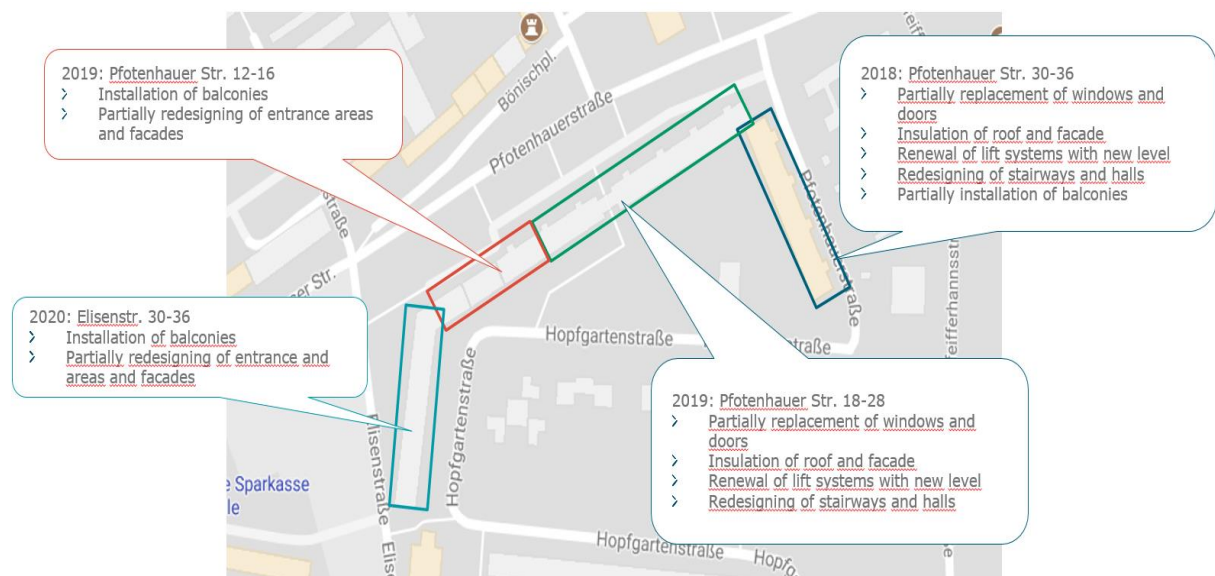 2019: Pfotenhauer Str. 12-16
Installation of balconies
Partially redesigning of entrance areas
and facades
2018: Pfotenhauer Str. 30-36
Partially replacement of windows and
doors
Insulation of roof and facade
Renewal of lift systems with new level
Redesigning of stairways and halls
Partially installation of balconies
2020: Elisenstr. 30-36
Installation of balconies
Partially redesigning of entrance and
areas and facades
2019: Pfotenhauer Str. 18-28
Partially replacement of windows and
doors
Insulation of roof and facade
Renewal of lift systems with new level
Redesigning of stairways and halls
Bönischpl.
Pfotenhauerstraße
Pfotenhauerstraße
Hopfgartenstraße
Hopfgartenstraße
Hopfgartenstraße
Elisenstraße
e Sparkasse
le